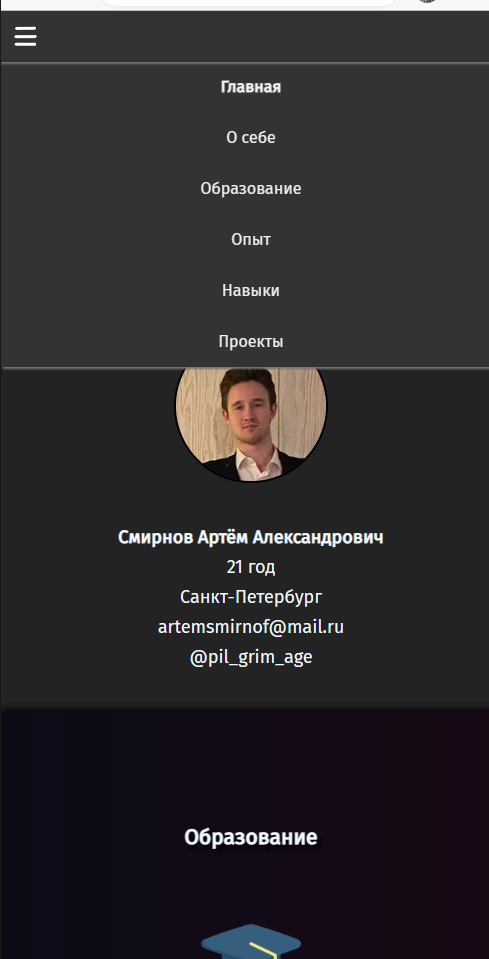 Главная
О себе
Образование
Опыт
Навыки
Проекты
Смирнов Артём Александрович
21 год
Санкт-Петербург
artemsmirnof@mail.ru
@pil_grim_age
Образование